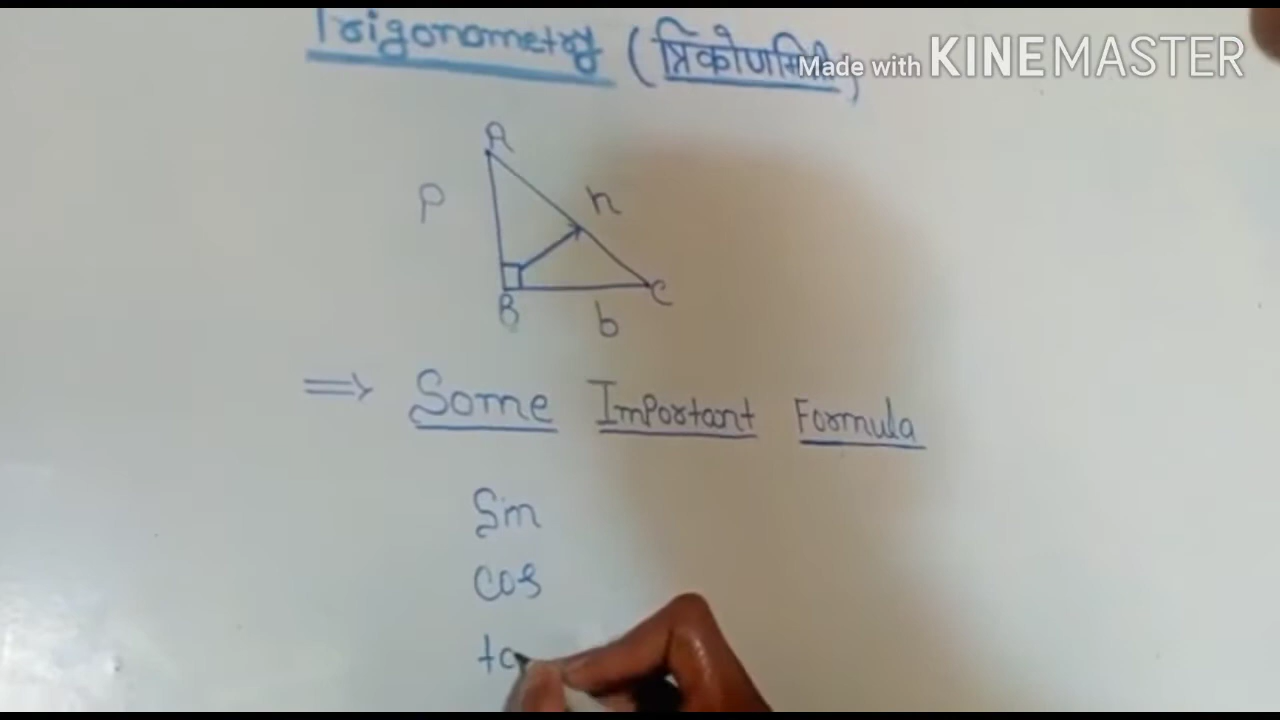 Trigonometry (त्रिकोणमिती)
Made with KINEMASTER
A
P
h
B
C
b
⇒ Some Important Formula
Sin
cos
ta